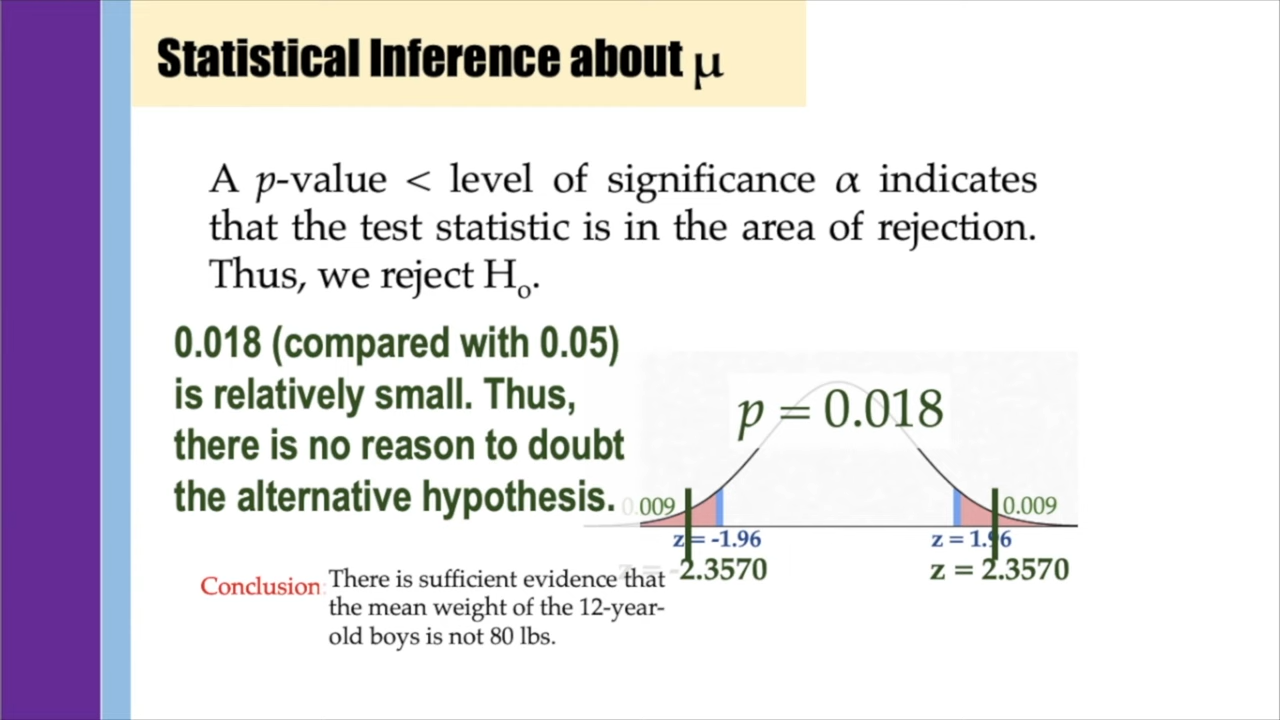 Statistical Inference about μ
A p-value < level of significance α indicates
that the test statistic is in the area of rejection.
Thus, we reject Hₒ.
0.018 (compared with 0.05)
is relatively small. Thus,
there is no reason to doubt
the alternative hypothesis.
p = 0.018
0.009
0.009
z = -1.96
z = 1.96
z = -2.3570
z = 2.3570
Conclusion:
There is sufficient evidence that
the mean weight of the 12-year-
old boys is not 80 lbs.